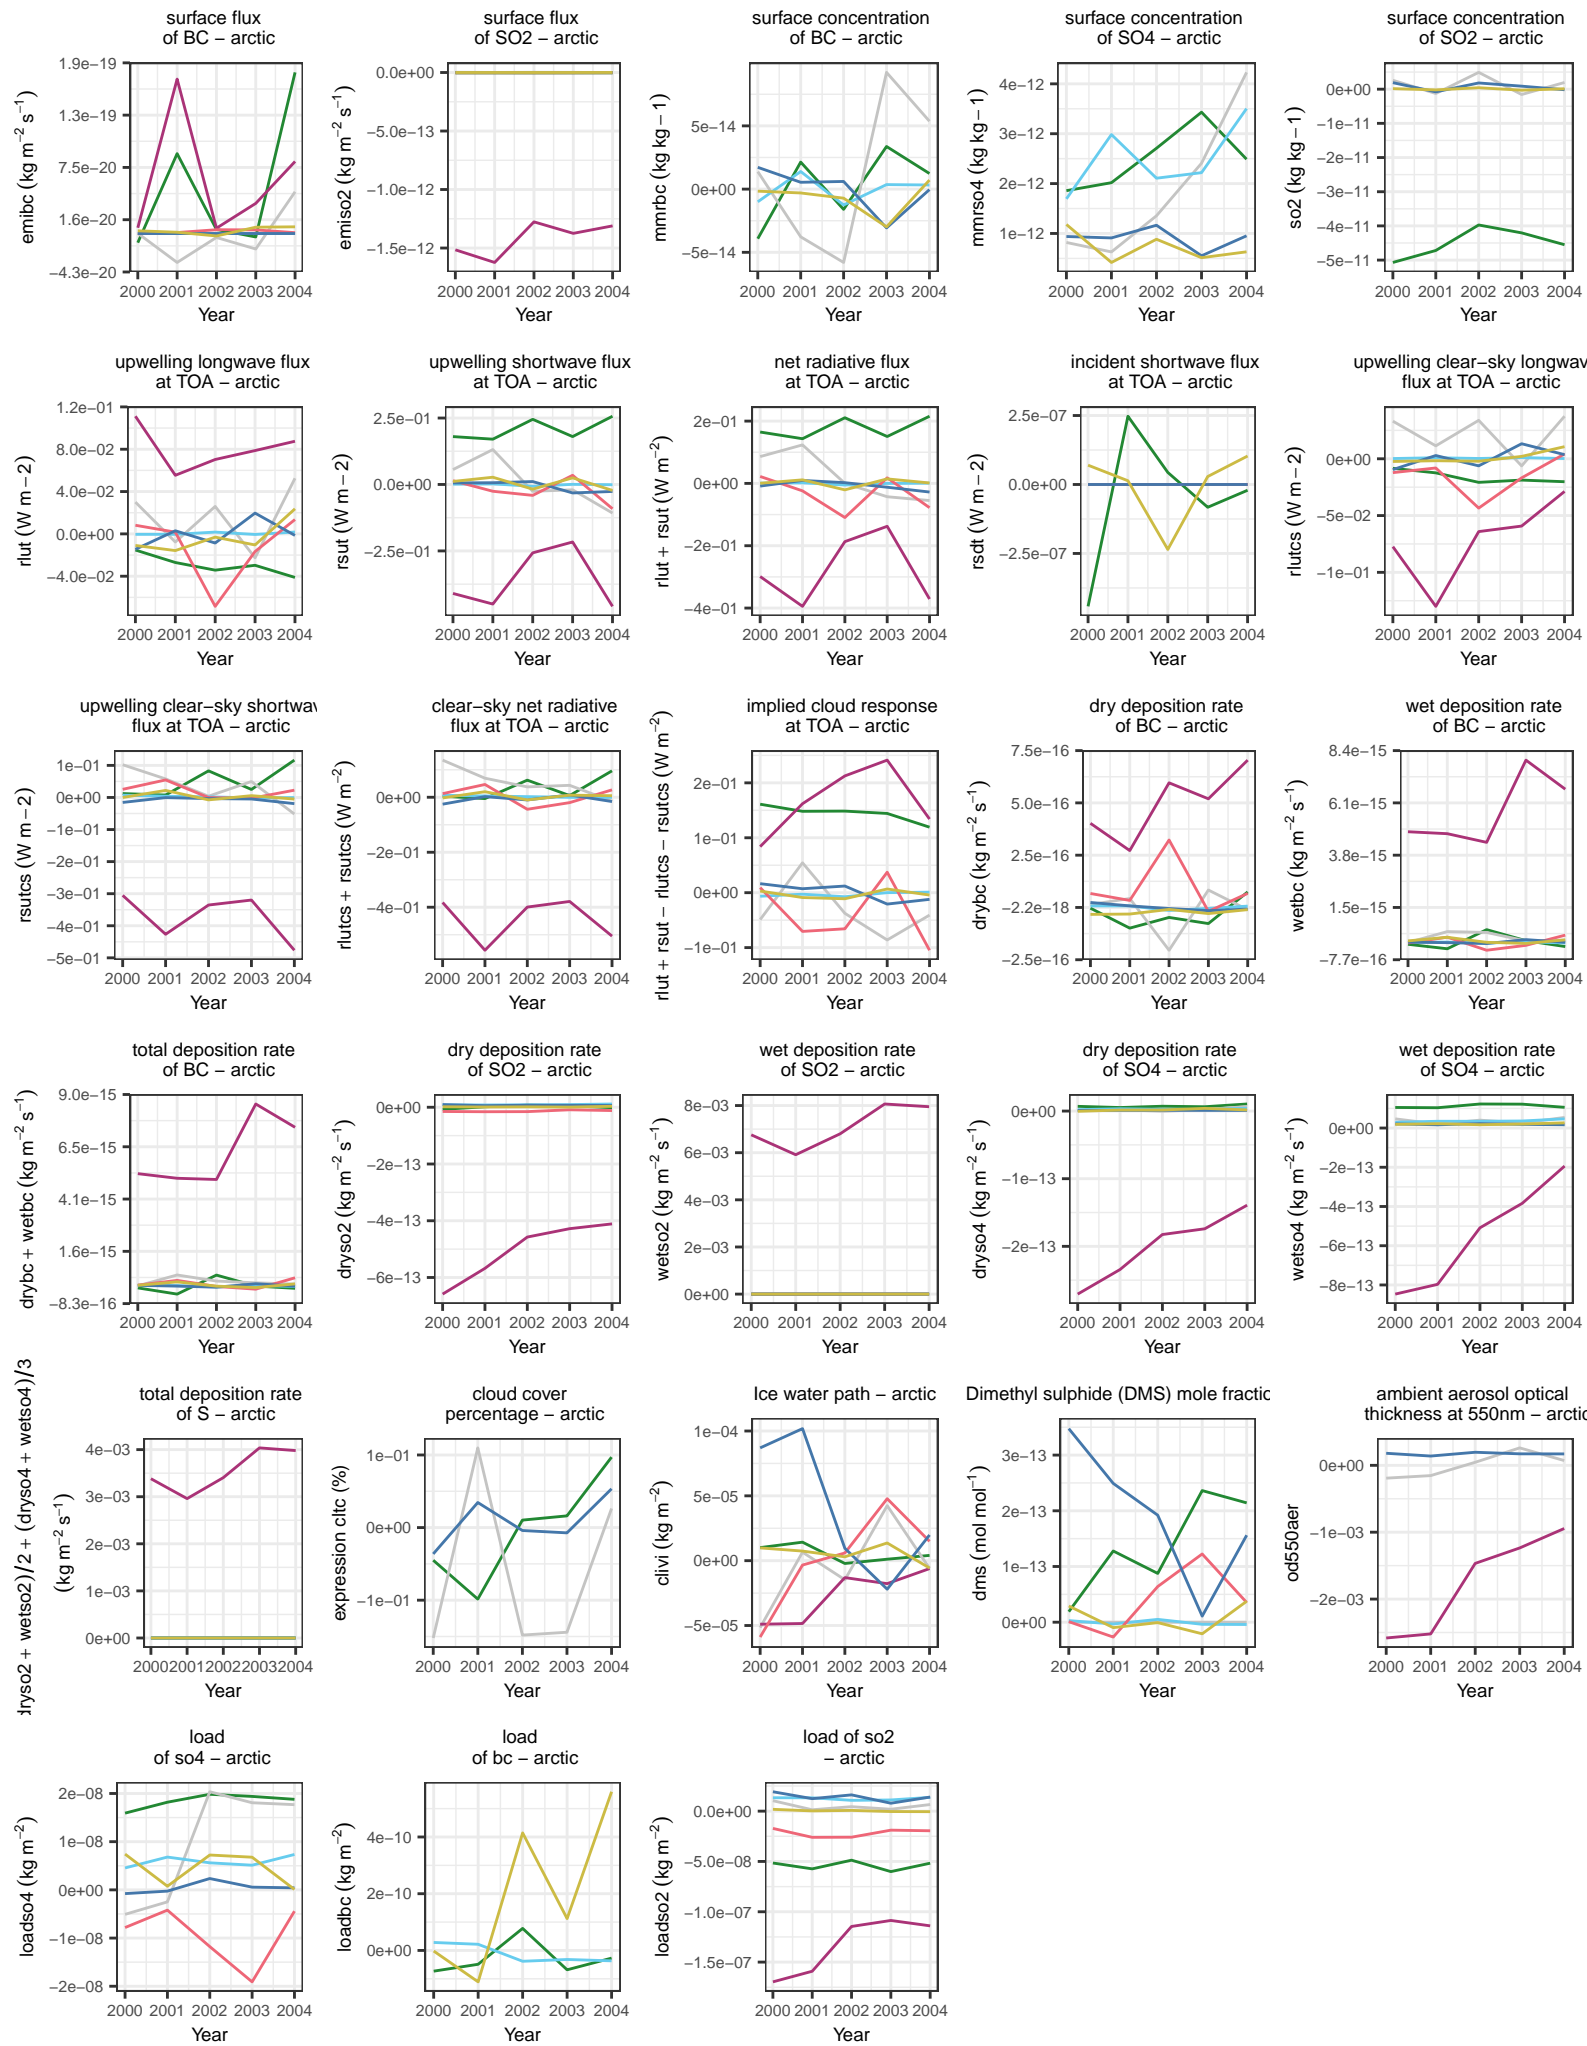 surface flux
of BC − arctic
emibc (kg m−2 s−1)
1.9e−19
1.3e−19
7.5e−20
1.6e−20
−4.3e−20
2000 2001 2002 2003 2004
Year
surface flux
of SO2 − arctic
emiso2 (kg m−2 s−1)
0.0e+00
−5.0e−13
−1.0e−12
−1.5e−12
2000 2001 2002 2003 2004
Year
surface concentration
of BC − arctic
mmrbc (kg kg − 1)
5e−14
0e+00
−5e−14
2000 2001 2002 2003 2004
Year
surface concentration
of SO4 − arctic
mmrso4 (kg kg − 1)
4e−12
3e−12
2e−12
1e−12
2000 2001 2002 2003 2004
Year
surface concentration
of SO2 − arctic
so2 (kg kg − 1)
0e+00
−1e−11
−2e−11
−3e−11
−4e−11
−5e−11
2000 2001 2002 2003 2004
Year
upwelling longwave flux
at TOA − arctic
rlut (W m − 2)
1.2e−01
8.0e−02
4.0e−02
0.0e+00
−4.0e−02
2000 2001 2002 2003 2004
Year
upwelling shortwave flux
at TOA − arctic
rsut (W m − 2)
2.5e−01
0.0e+00
−2.5e−01
2000 2001 2002 2003 2004
Year
net radiative flux
at TOA − arctic
rlut + rsut (W m−2)
2e−01
0e+00
−2e−01
−4e−01
2000 2001 2002 2003 2004
Year
incident shortwave flux
at TOA − arctic
rsdt (W m − 2)
2.5e−07
0.0e+00
−2.5e−07
2000 2001 2002 2003 2004
Year
upwelling clear−sky longwav
flux at TOA − arctic
rlutcs (W m − 2)
0e+00
−5e−02
−1e−01
2000 2001 2002 2003 2004
Year
upwelling clear−sky shortwav
flux at TOA − arctic
rsutcs (W m − 2)
1e−01
0e+00
−1e−01
−2e−01
−3e−01
−4e−01
−5e−01
2000 2001 2002 2003 2004
Year
clear−sky net radiative
flux at TOA − arctic
rlutcs + rsutcs (W m−2)
0e+00
−2e−01
−4e−01
2000 2001 2002 2003 2004
Year
implied cloud response
at TOA − arctic
rlut + rsut − rlutcs − rsutcs (W m−2)
2e−01
1e−01
0e+00
−1e−01
2000 2001 2002 2003 2004
Year
dry deposition rate
of BC − arctic
drybc (kg m−2 s−1)
7.5e−16
5.0e−16
2.5e−16
−2.2e−18
−2.5e−16
2000 2001 2002 2003 2004
Year
wet deposition rate
of BC − arctic
wetbc (kg m−2 s−1)
8.4e−15
6.1e−15
3.8e−15
1.5e−15
−7.7e−16
2000 2001 2002 2003 2004
Year
total deposition rate
of BC − arctic
drybc + wetbc (kg m−2 s−1)
9.0e−15
6.5e−15
4.1e−15
1.6e−15
−8.3e−16
2000 2001 2002 2003 2004
Year
dry deposition rate
of SO2 − arctic
dryso2 (kg m−2 s−1)
0e+00
−2e−13
−4e−13
−6e−13
2000 2001 2002 2003 2004
Year
wet deposition rate
of SO2 − arctic
wetso2 (kg m−2 s−1)
8e−03
6e−03
4e−03
2e−03
0e+00
2000 2001 2002 2003 2004
Year
dry deposition rate
of SO4 − arctic
dryso4 (kg m−2 s−1)
0e+00
−1e−13
−2e−13
2000 2001 2002 2003 2004
Year
wet deposition rate
of SO4 − arctic
wetso4 (kg m−2 s−1)
0e+00
−2e−13
−4e−13
−6e−13
−8e−13
2000 2001 2002 2003 2004
Year
total deposition rate
of S − arctic
dryso2 + wetso2)/2 + (dryso4 + wetso4)/3
(kg m−2 s−1)
4e−03
3e−03
2e−03
1e−03
0e+00
2000 2001 2002 2003 2004
Year
cloud cover
percentage − arctic
expression cltc (%)
1e−01
0e+00
−1e−01
2000 2001 2002 2003 2004
Year
Ice water path − arctic
clivi (kg m−2)
1e−04
5e−05
0e+00
−5e−05
2000 2001 2002 2003 2004
Year
Dimethyl sulphide (DMS) mole fractic
dms (mol mol−1)
3e−13
2e−13
1e−13
0e+00
2000 2001 2002 2003 2004
Year
ambient aerosol optical
thickness at 550nm − arctic
od550aer
0e+00
−1e−03
−2e−03
2000 2001 2002 2003 2004
Year
load
of so4 − arctic
loadso4 (kg m−2)
2e−08
1e−08
0e+00
−1e−08
−2e−08
2000 2001 2002 2003 2004
Year
load
of bc − arctic
loadbc (kg m−2)
4e−10
2e−10
0e+00
2000 2001 2002 2003 2004
Year
load of so2
− arctic
loadso2 (kg m−2)
0.0e+00
−5.0e−08
−1.0e−07
−1.5e−07
2000 2001 2002 2003 2004
Year